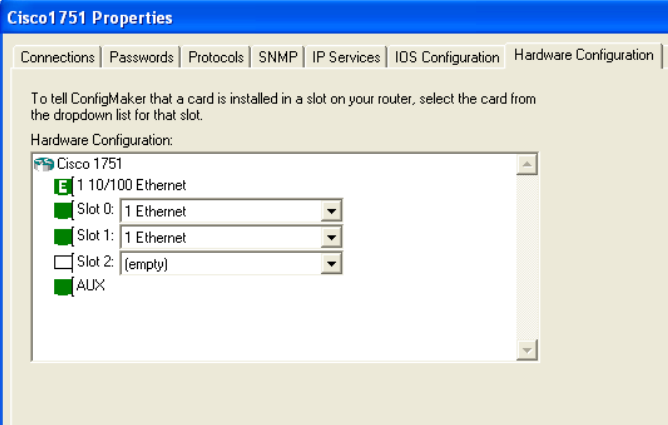 Cisco1751 Properties
Connections Passwords Protocols SNMP IP Services IOS Configuration Hardware Configuration
To tell ConfigMaker that a card is installed in a slot on your router, select the card from
the dropdown list for that slot.
Hardware Configuration:
Cisco 1751
E 1 10/100 Ethernet
Slot 0: 1 Ethernet
Slot 1: 1 Ethernet
Slot 2: (empty)
AUX